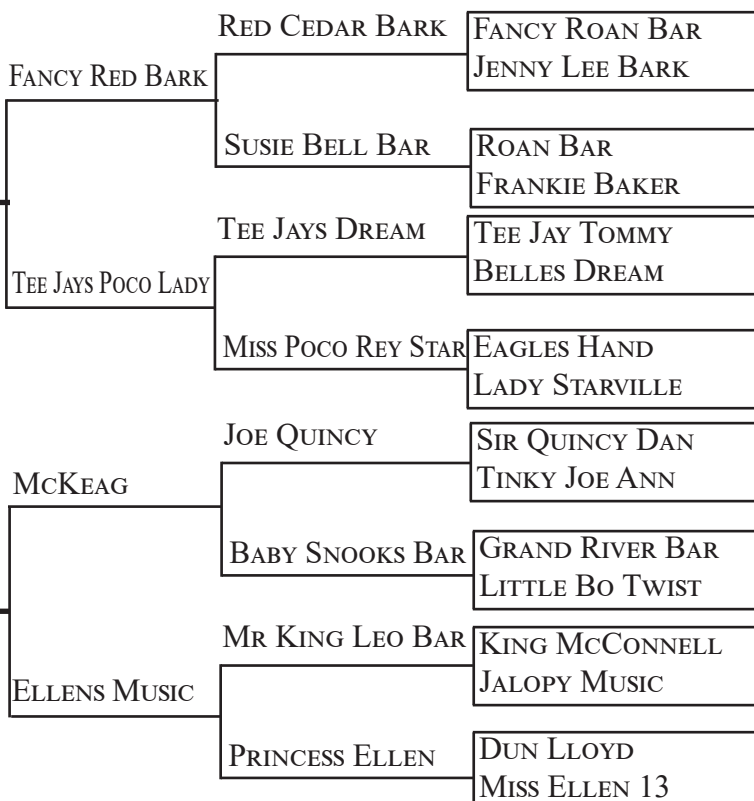 RED CEDAR BARK
FANCY ROAN BAR
JENNY LEE BARK
FANCY RED BARK
SUSIE BELL BAR
ROAN BAR
FRANKIE BAKER
TEE JAYS DREAM
TEE JAY TOMMY
BELLES DREAM
TEE JAYS POCO LADY
MISS POCO REY STAR
EAGLES HAND
LADY STARVILLE
JOE QUINCY
SIR QUINCY DAN
TINKY JOE ANN
MCKEAG
BABY SNOOKS BAR
GRAND RIVER BAR
LITTLE BO TWIST
MR KING LEO BAR
KING MCCONNELL
JALOPY MUSIC
ELLENS MUSIC
PRINCESS ELLEN
DUN LLOYD
MISS ELLEN 13